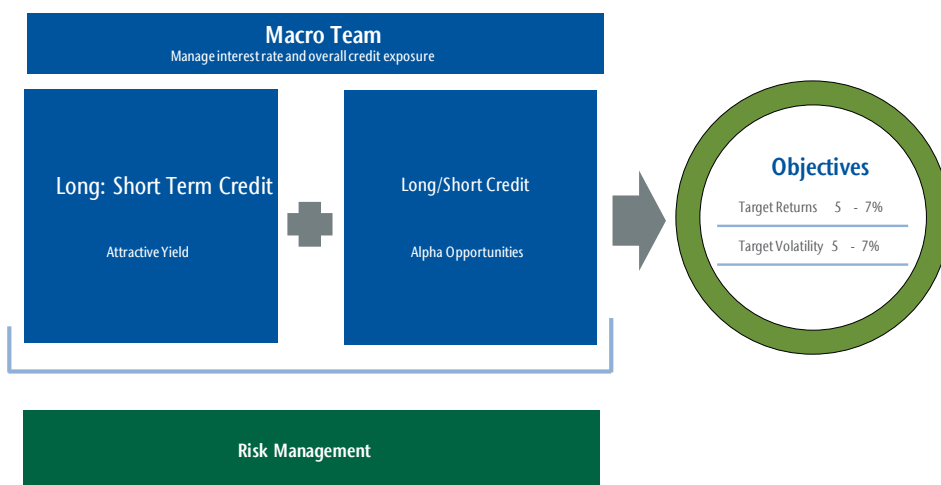 Macro Team
Manage interest rate and overall credit exposure
Long: Short Term Credit
Attractive Yield
Long/Short Credit
Alpha Opportunities
Objectives
Target Returns 5 - 7%
Target Volatility 5 - 7%
Risk Management